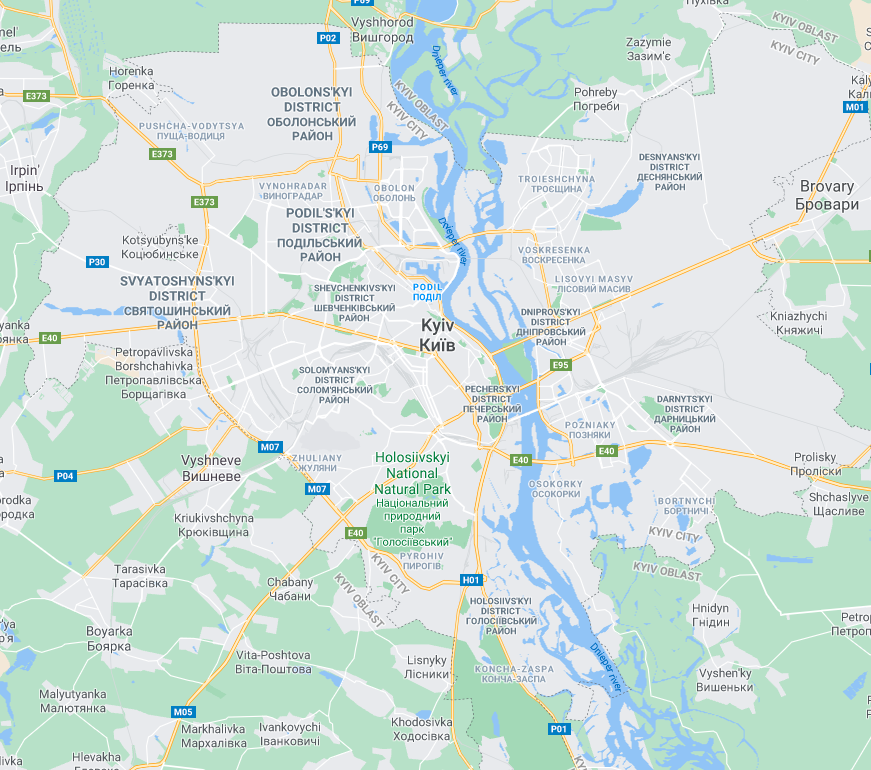 P69
Vyshhorod
Вишгород
P02
Dnieper river
Zazymie
Зазим'є
KYIV OBLAST
KYIV CITY
Horenka
Горенка
E373
OBOLONS'KYI
DISTRICT
ОБОЛОНСЬКИЙ
РАЙОН
KYIV OBLAST
KYIV CITY
Pohreby
Погреби
M01
PUSHCHA-VODYTSYA
ПУЩА-ВОДИЦЯ
E373
P69
Irpin'
Ірпінь
DESNYANS'KYI
DISTRICT
ДЕСНЯНСЬКИЙ
РАЙОН
VYNOHRADAR
ВИНОГРАДАР
OBOLON
ОБОЛОНЬ
TROIESHCHYNA
ТРОЄЩИНА
Brovary
Бровари
E373
PODIL'S'KYI
DISTRICT
ПОДІЛЬСЬКИЙ
РАЙОН
Dnieper river
Kotsyubyns'ke
Коцюбинське
P30
VOSKRESENKA
ВОСКРЕСЕНКА
SVYATOSHYNS'KYI
DISTRICT
СВЯТОШИНСЬКИЙ
РАЙОН
SHEVCHENKIVS'KYI
DISTRICT
ШЕВЧЕНКІВСЬКИЙ
РАЙОН
PODIL
ПОДІЛ
LISOVYI MASYV
ЛІСОВИЙ МАСИВ
DNIPROVS'KYI
DISTRICT
ДНІПРОВСЬКИЙ
РАЙОН
Kniazhychi
Княжичі
Kyiv
Київ
E40
Petropavlivska
Borshchahivka
Петропавлівська
Борщагівка
SOLOM'YANS'KYI
DISTRICT
СОЛОМ'ЯНСЬКИЙ
РАЙОН
E95
PECHERS'KYI
DISTRICT
ПЕЧЕРСЬКИЙ
РАЙОН
DARNYTS'KYI
DISTRICT
ДАРНИЦЬКИЙ
РАЙОН
POZNIAKY
ПОЗНЯКИ
M07
Vyshneve
Вишневе
ZHULIANY
ЖУЛЯНИ
Holosiivskyi
National
Natural Park
Національний
природний
парк
"Голосіївський"
E40
E40
Prolisky
Проліски
P04
M07
OSOKORKY
ОСОКОРКИ
BORTNYCHI
БОРТНИЧІ
Shchaslyve
Щасливе
Kriukivshchyna
Крюківщина
E40
KYIV CITY
KYIV OBLAST
PYROHIV
ПИРОГІВ
Tarasivka
Тарасівка
Chabany
Чабани
KYIV CITY
KYIV OBLAST
H01
HOLOSIIVS'KYI
DISTRICT
ГОЛОСІЇВСЬКИЙ
РАЙОН
Hnidyn
Гнідин
Boyarka
Боярка
Vita-Poshtova
Віта-Поштова
Lisnyky
Лісники
KONCHA-ZASPA
КОНЧА-ЗАСПА
Dnieper river
Vyshen'ky
Вишеньки
Malyutyanka
Малютянка
M05
Markhalivka
Мархалівка
Ivankovychi
Іванковичі
Khodosivka
Ходосівка
P01
Hlevakha